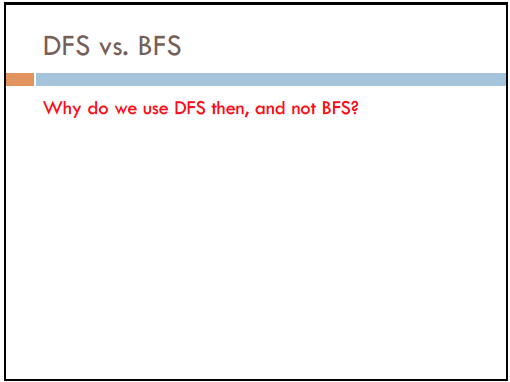 DFS vs. BFS
Why do we use DFS then, and not BFS?